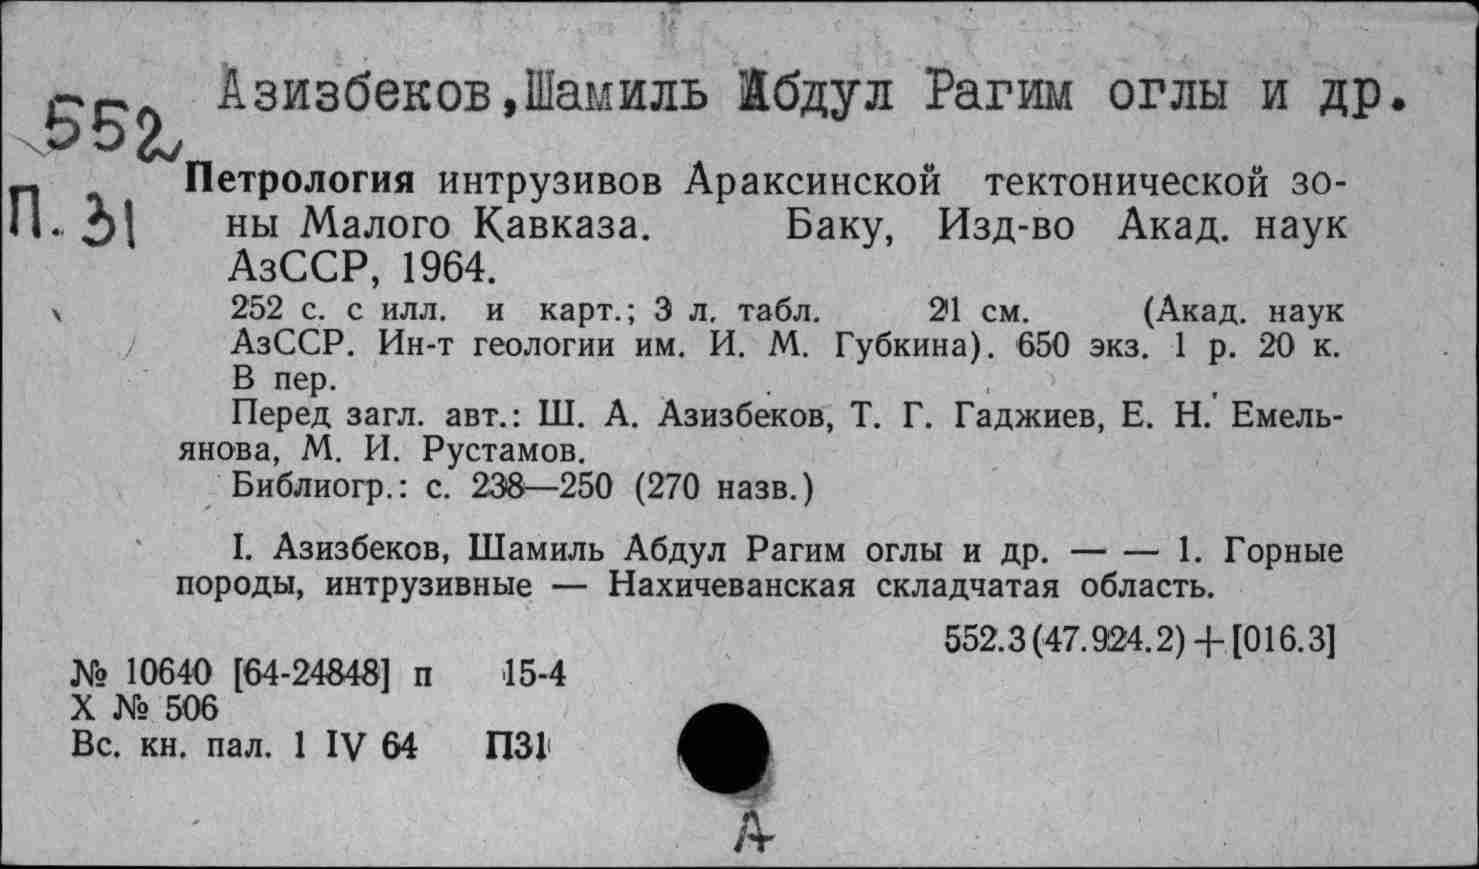 Азизбеков,Шамиль Абдул Рагим оглы и др.
552
П.31
Петрология интрузивов Араксинской тектонической зо-
ны Малого Кавказа. Баку, Изд-во Акад. наук
АзССР, 1964.
252 с. с илл. и карт.; 3 л. табл. 21 см. (Акад. наук
АзССР. Ин-т геологии им. И. М. Губкина). 650 экз. 1 р. 20 к.
В пер.
Перед загл. авт.: Ш. А. Азизбеков, Т. Г. Гаджиев, Е. Н. Емель-
янова, М. И. Рустамов.
Библиогр.: с. 238—250 (270 назв.)
I. Азизбеков, Шамиль Абдул Рагим оглы и др. — — 1. Горные
породы, интрузивные — Нахичеванская складчатая область.
552.3(47.924.2)+[016.3]
№ 10640 [64-24848] п 15-4
Х № 506
Вс. кн. пал. 1 IV 64 П31
А